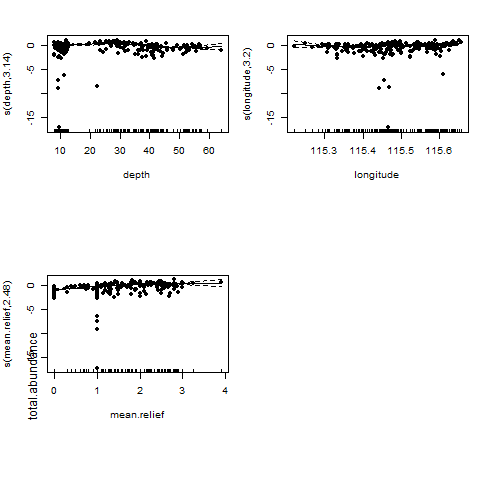 s(depth,3.14)
0
-5
-15
10 20 30 40 50 60
depth
s(longitude,3.2)
0
-5
-15
115.3 115.4 115.5 115.6
longitude
s(mean.relief,2.48)
total.abundance
0
-5
0 1 2 3 4
mean.relief